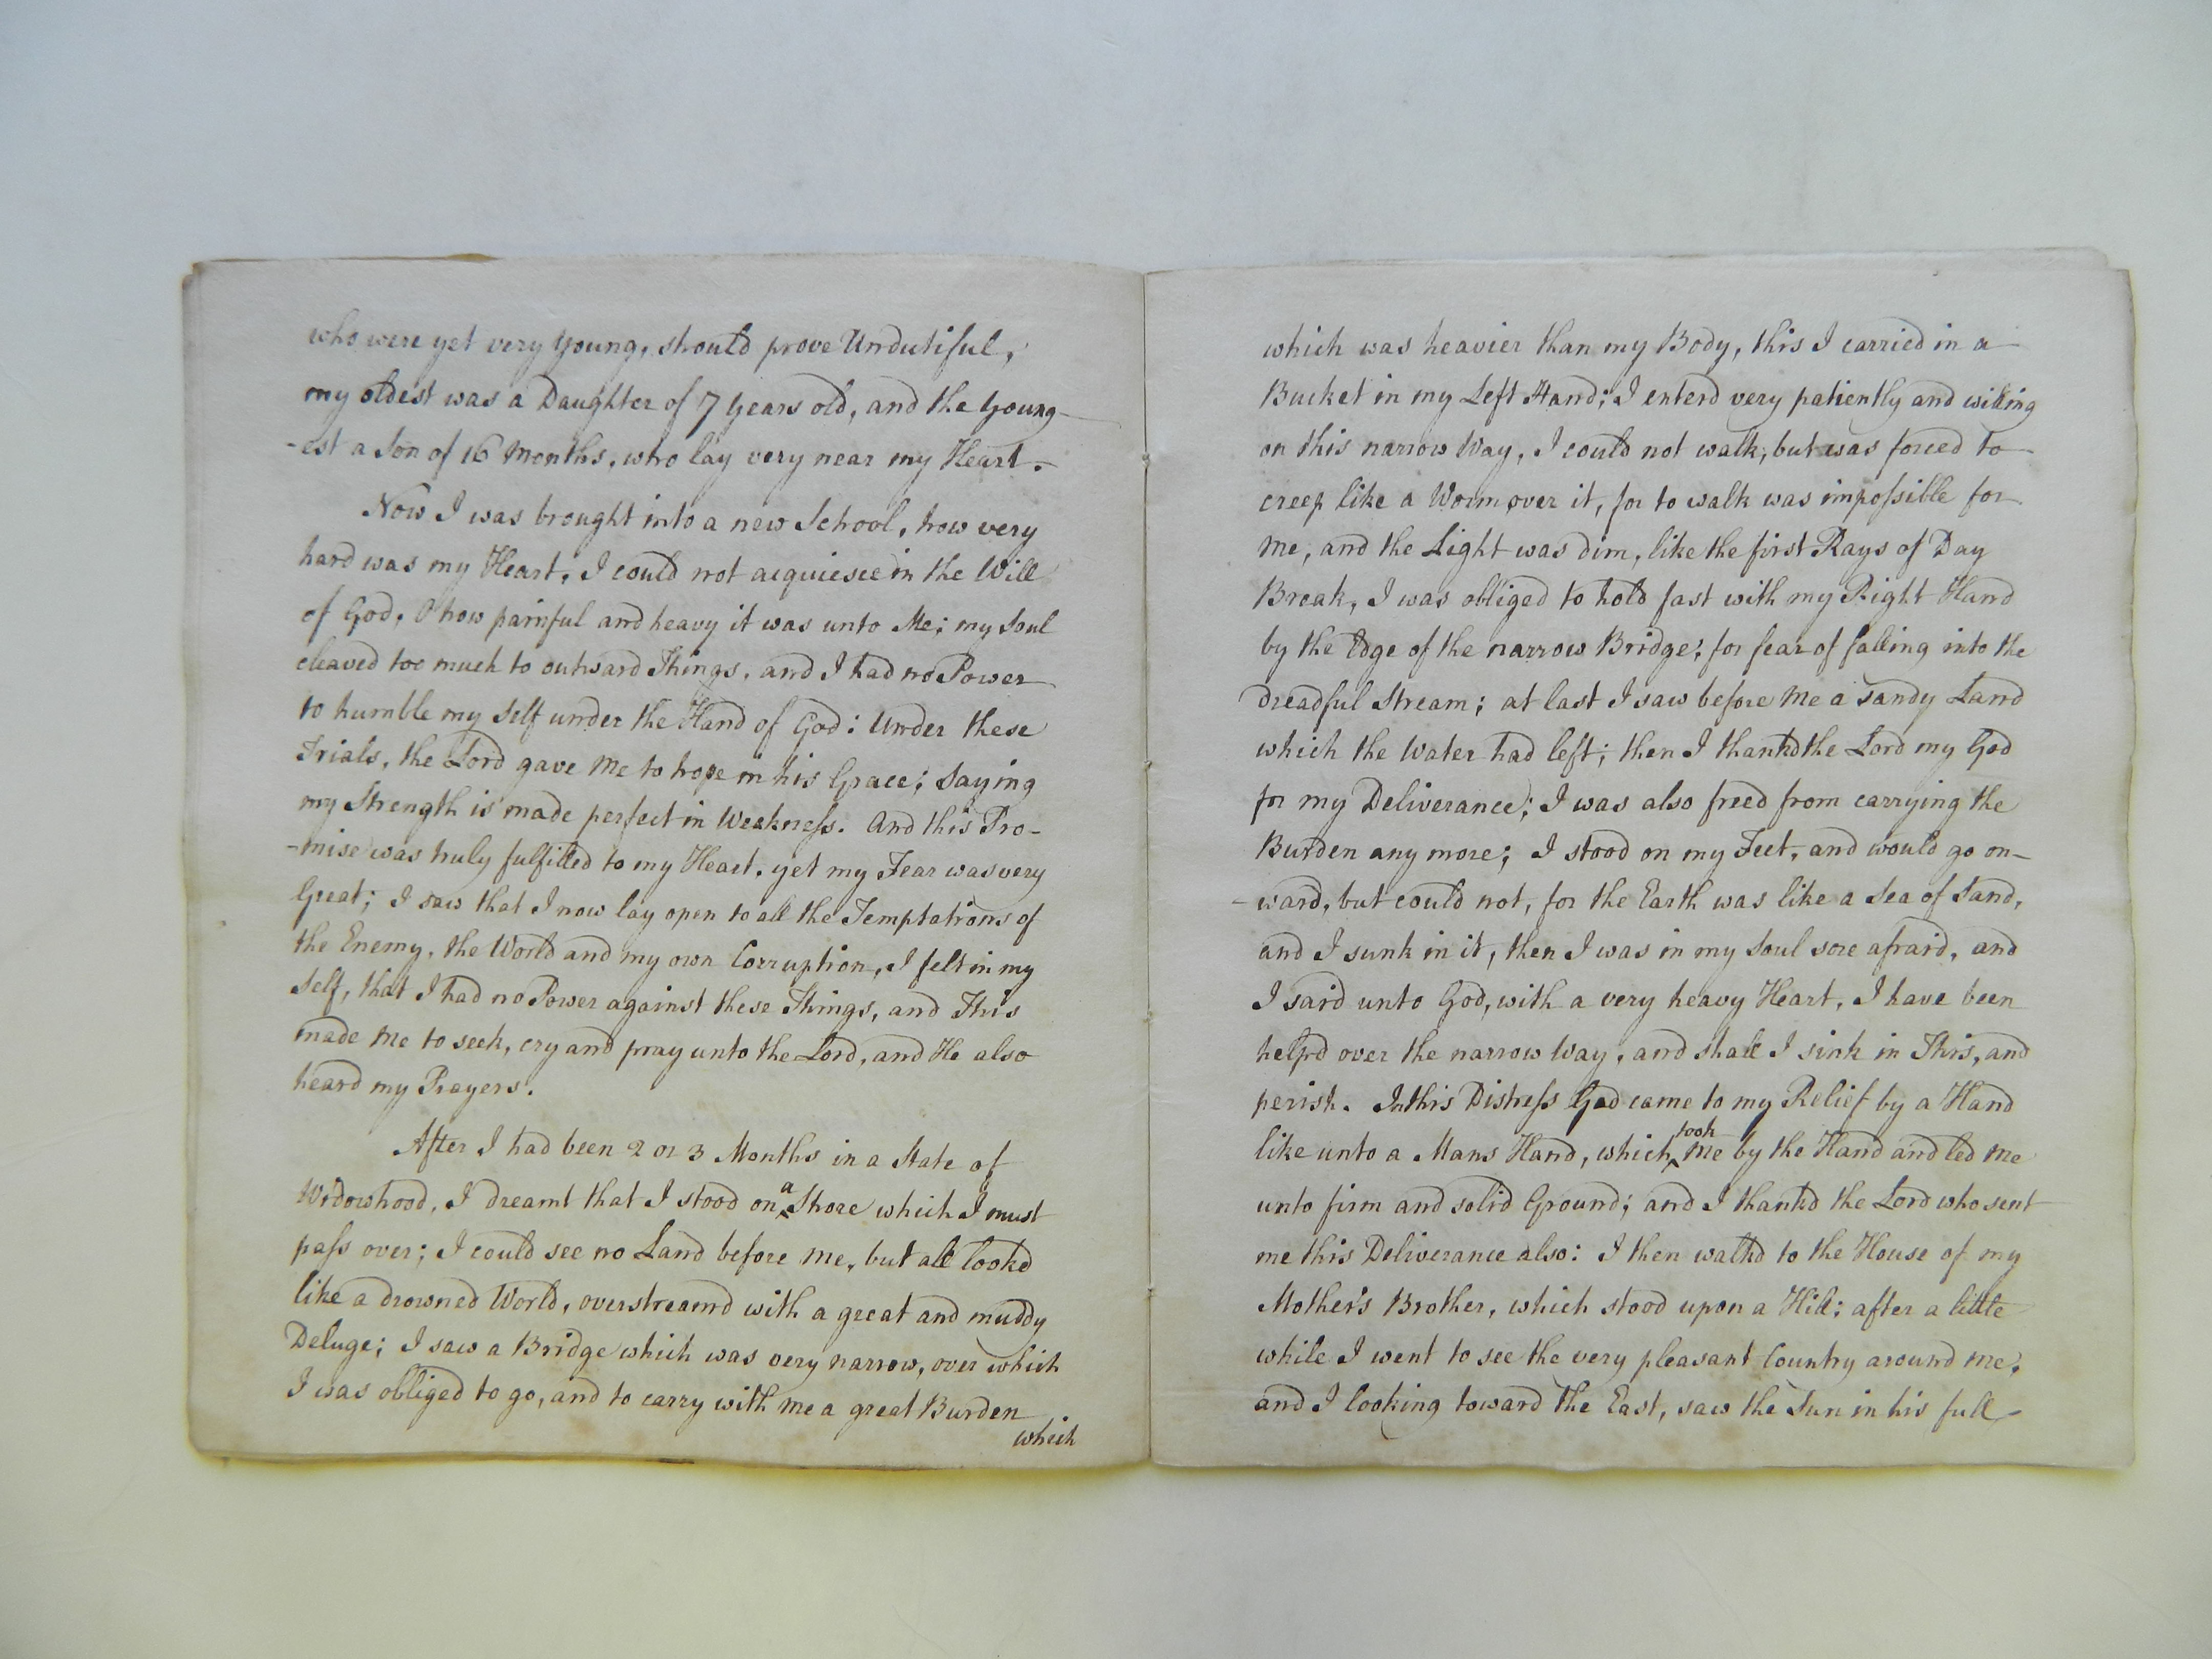 who were yet very young, should prove Undutiful,
my oldest was a Daughter of 7 years old, and the young-
-est a Son of 16 Months, who lay very near my Heart.
Now I was brought into a new School, how very
hard was my Heart, I could not acquiesce in the Will
of God, O how painful and heavy it was unto Me; my Soul
cleaved too much to outward Things, and I had no Power
to humble my Self under the Hand of God: Under these
Trials, the Lord gave Me to hope in his Grace; Saying
my Strength is made perfect in Weakness. And this Pro-
-mise was truly fulfilled to my Heart, yet my Fear was very
Great; I saw that I now lay open to all the Temptations of
the Enemy, the World and my own Corruption, I felt in my
Self, that I had no Power against these Things, and This
made Me to seek, cry and pray unto the Lord, and He also
heard my Prayers.
After I had been 2 or 3 Months in a State of
Widowhood, I dreamt that I stood on a Shore which I must
pass over; I could see no Land before Me, but all look'd
like a drowned World, overstream'd with a great and muddy
Deluge; I saw a Bridge which was very narrow, over which
I was obliged to go, and to carry with Me a great Burden
which
which was heavier than my Body, this I carried in a
Bucket in my Left Hand; I enter'd very patiently and willing
on this narrow Way, I could not walk, but was forced to
creep like a Worm over it, for to walk was impossible for
Me, and the Light was dim, like the first Rays of Day
Break, I was obliged to hold fast with my Right Hand
by the Edge of the narrow Bridge, for fear of falling into the
dreadful Stream; at last I saw before Me a Sandy Land
which the Water had left; then I thank'd the Lord my God
for my Deliverance; I was also freed from carrying the
Burden any more; I stood on my Feet, and would go on-
-ward, but could not, for the Earth was like a Sea of Sand,
and I sunk in it, then I was in my Soul sore afraid, and
I said unto God, with a very heavy Heart, I have been
help'd over the narrow Way, and shall I sink in This, and
perish. In this Distress God came to my Relief by a Hand
like unto a Mans Hand, which took Me by the Hand and led Me
unto firm and solid Ground; and I thank'd the Lord who sent
me this Deliverance also: I then walk'd to the House of my
Mother's Brother, which stood upon a Hill; after a little
while I went to see the very pleasant Country around Me,
and I looking toward the East, saw the Sun in his full